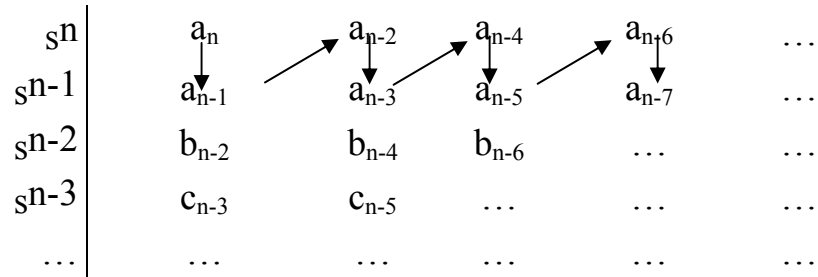 sⁿ aₙ aₙ₋₂ aₙ₋₄ aₙ₋₆ …
sⁿ⁻¹ aₙ₋₁ aₙ₋₃ aₙ₋₅ aₙ₋₇ …
sⁿ⁻² bₙ₋₂ bₙ₋₄ bₙ₋₆ … …
sⁿ⁻³ cₙ₋₃ cₙ₋₅ … … …
… … … … … …